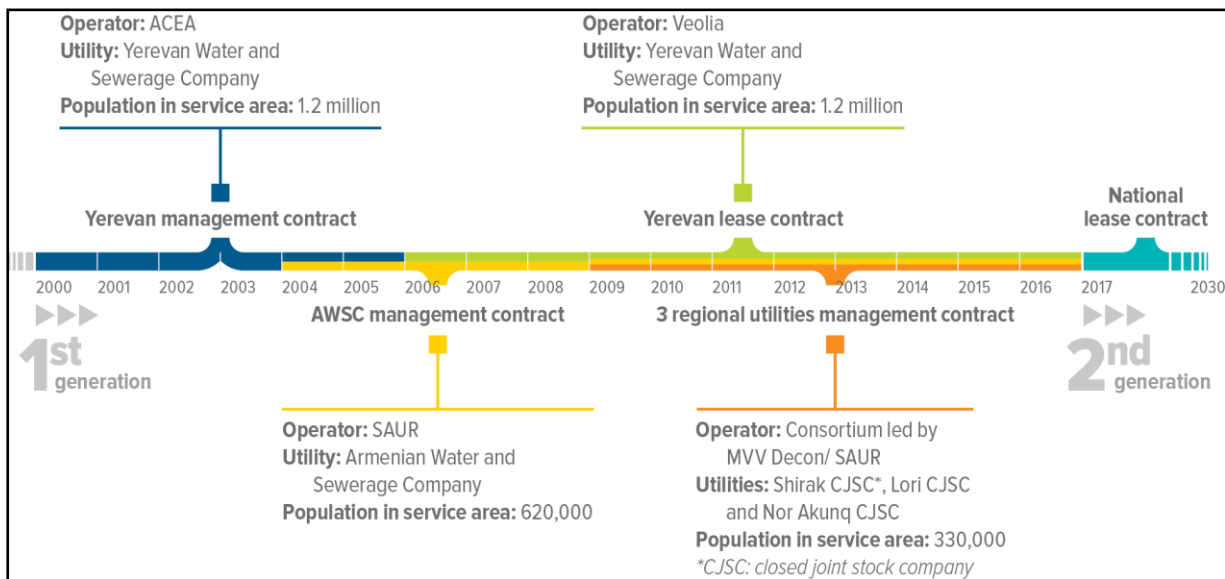 Operator: ACEA
Utility: Yerevan Water and
Sewerage Company
Population in service area: 1.2 million
Operator: Veolia
Utility: Yerevan Water and
Sewerage Company
Population in service area: 1.2 million
Yerevan management contract
Yerevan lease contract
National
lease contract
2000 2001 2002 2003 2004 2005 2006 2007 2008 2009 2010 2011 2012 2013 2014 2015 2016 2017 2030
1st
generation
AWSC management contract
3 regional utilities management contract
2nd
generation
Operator: SAUR
Utility: Armenian Water and
Sewerage Company
Population in service area: 620,000
Operator: Consortium led by
MVV Decon/ SAUR
Utilities: Shirak CJSC*, Lori CJSC
and Nor Akunq CJSC
Population in service area: 330,000
*CJSC: closed joint stock company